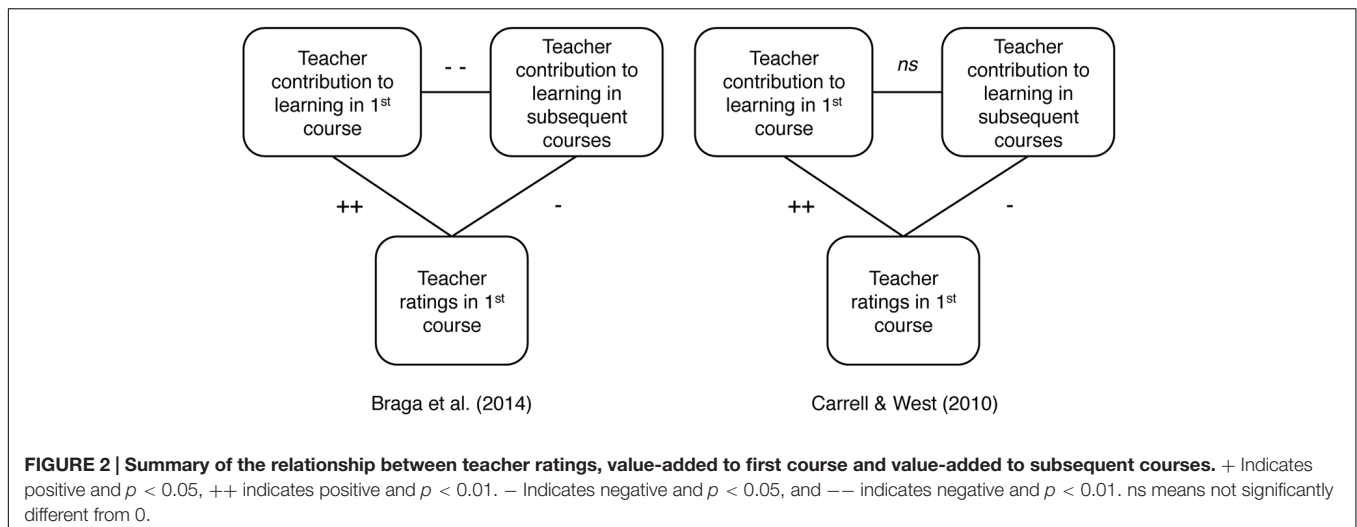 Teacher
contribution to
learning in 1st
course
- -
Teacher
contribution to
learning in
subsequent
courses
++
-
Teacher
ratings in 1st
course
Braga et al. (2014)
Teacher
contribution to
learning in 1st
course
ns
Teacher
contribution to
learning in
subsequent
courses
++
-
Teacher
ratings in 1st
course
Carrell & West (2010)
FIGURE 2 | Summary of the relationship between teacher ratings, value-added to first course and value-added to subsequent courses. + Indicates
positive and p < 0.05, ++ indicates positive and p < 0.01. − Indicates negative and p < 0.05, and −− indicates negative and p < 0.01. ns means not significantly
different from 0.